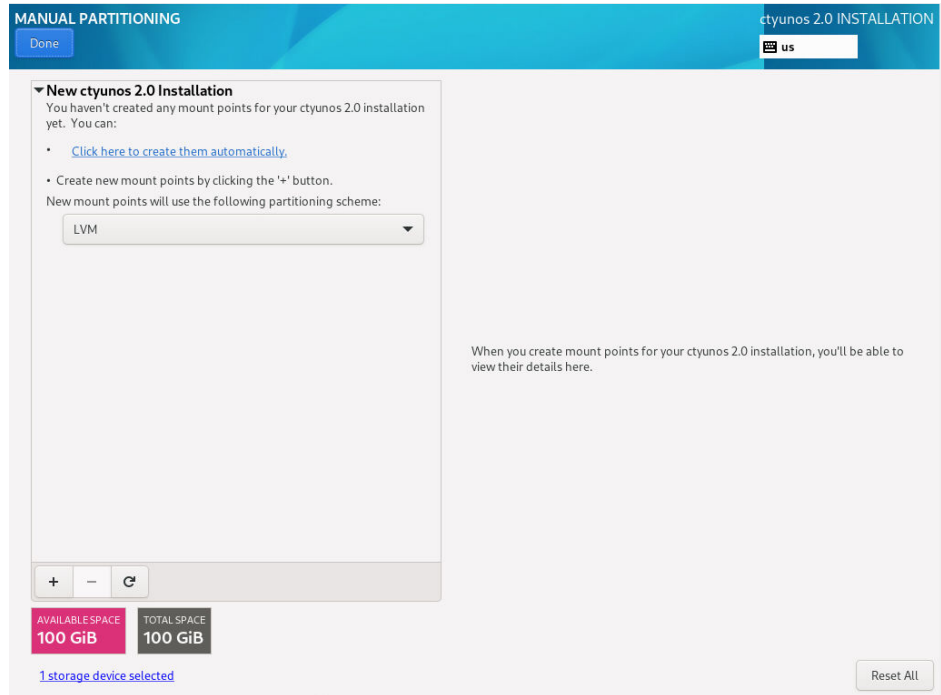 MANUAL PARTITIONING
Done
ctyunos 2.0 INSTALLATION
us
New ctyunos 2.0 Installation
You haven't created any mount points for your ctyunos 2.0 installation
yet. You can:
• Click here to create them automatically.
• Create new mount points by clicking the '+' button.
New mount points will use the following partitioning scheme:
LVM
When you create mount points for your ctyunos 2.0 installation, you'll be able to
view their details here.
+ −
AVAILABLE SPACE
100 GiB
TOTAL SPACE
100 GiB
1 storage device selected
Reset All